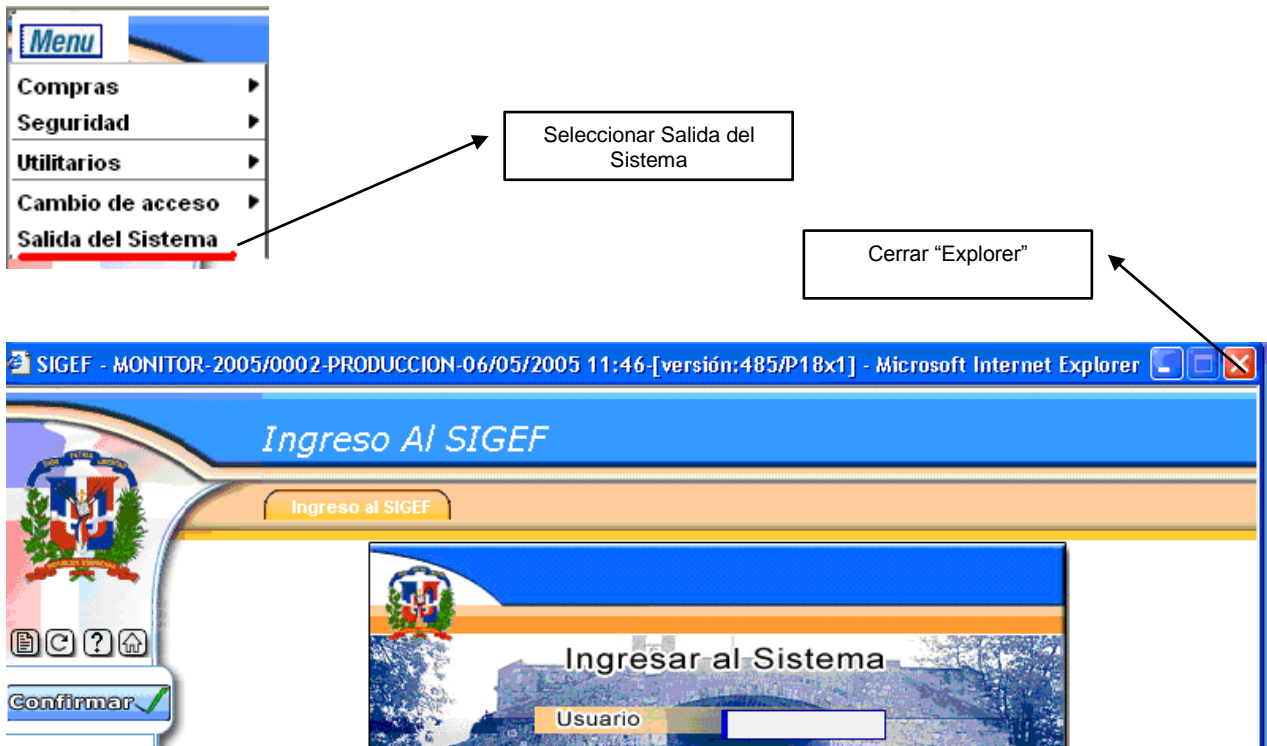 Menu
Compras
Seguridad
Utilitarios
Cambio de acceso
Salida del Sistema
Seleccionar Salida del
Sistema
Cerrar “Explorer”
SIGEF - MONITOR-2005/0002-PRODUCCION-06/05/2005 11:46-[versión:485/P18x1] - Microsoft Internet Explorer
Ingreso Al SIGEF
Ingreso al SIGEF
Ingresar al Sistema
Confirmar
Usuario